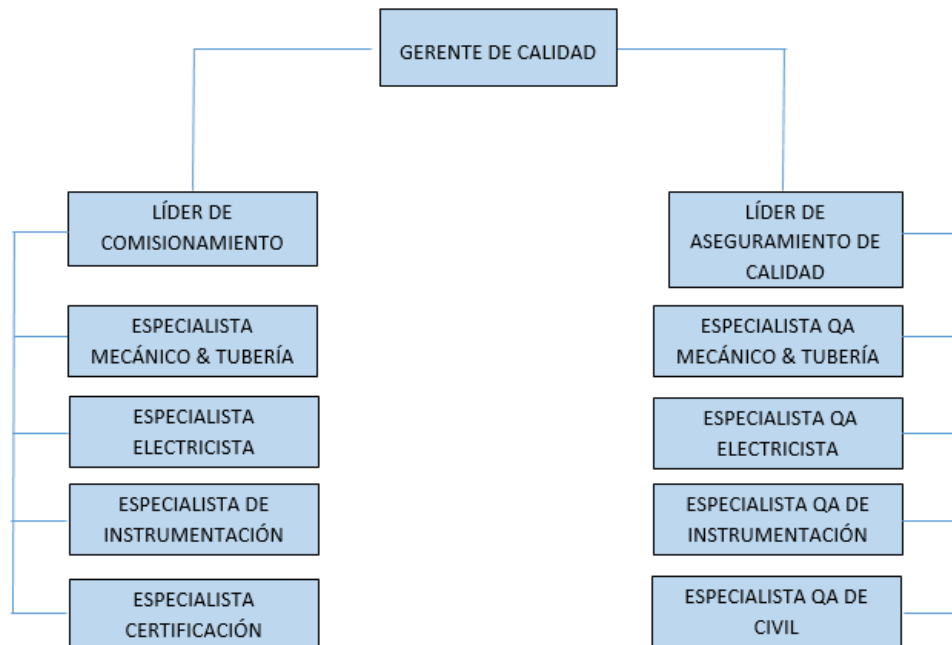 GERENTE DE CALIDAD
LÍDER DE
COMISIONAMIENTO
ESPECIALISTA
MECÁNICO & TUBERÍA
ESPECIALISTA
ELECTRICISTA
ESPECIALISTA DE
INSTRUMENTACIÓN
ESPECIALISTA
CERTIFICACIÓN
LÍDER DE
ASEGURAMIENTO DE
CALIDAD
ESPECIALISTA QA
MECÁNICO & TUBERÍA
ESPECIALISTA QA
ELECTRICISTA
ESPECIALISTA QA DE
INSTRUMENTACIÓN
ESPECIALISTA QA DE
CIVIL